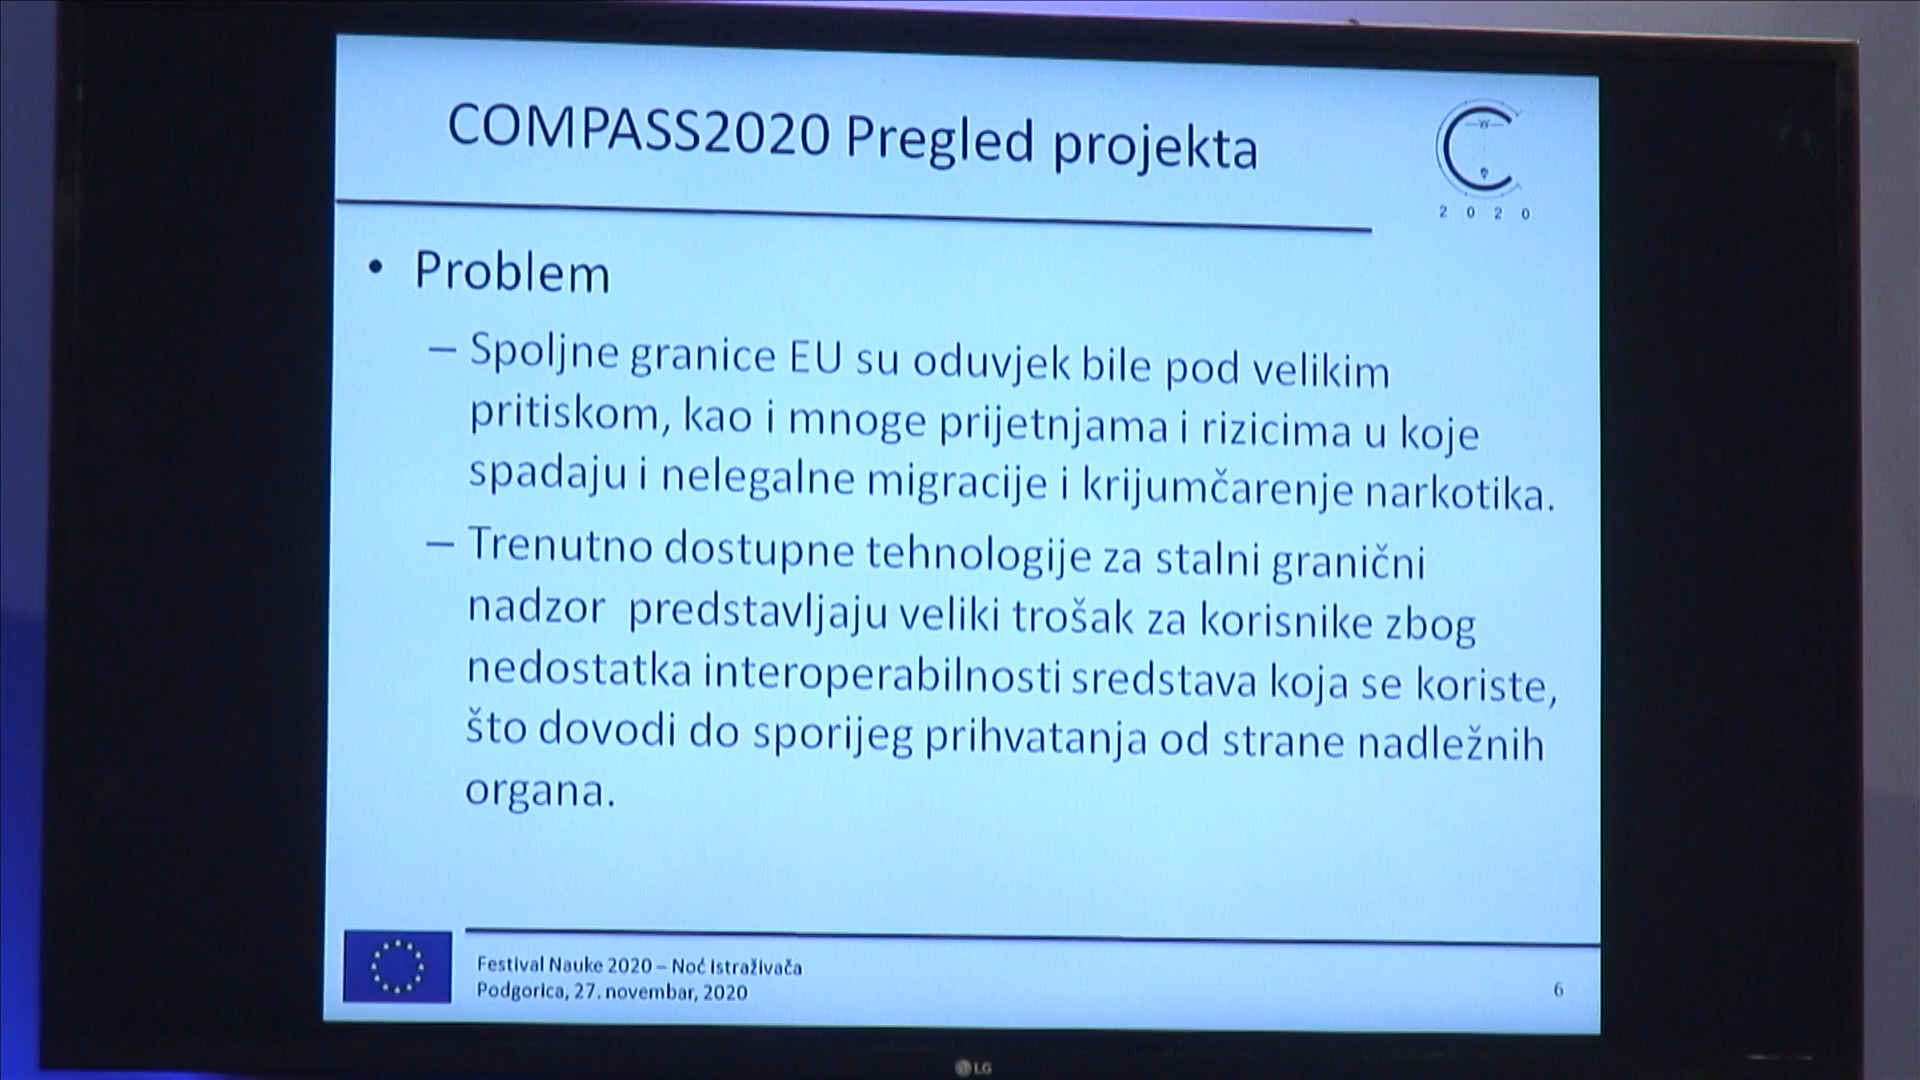 COMPASS2020 Pregled projekta
2 0 2 0
• Problem
– Spoljne granice EU su oduvjek bile pod velikim
pritiskom, kao i mnoge prijetnjama i rizicima u koje
spadaju i nelegalne migracije i krijumčarenje narkotika.
– Trenutno dostupne tehnologije za stalni granični
nadzor predstavljaju veliki trošak za korisnike zbog
nedostatka interoperabilnosti sredstava koja se koriste,
što dovodi do sporijeg prihvatanja od strane nadležnih
organa.
Festival Nauke 2020 – Noć istraživača
Podgorica, 27. novembar, 2020
6
LG